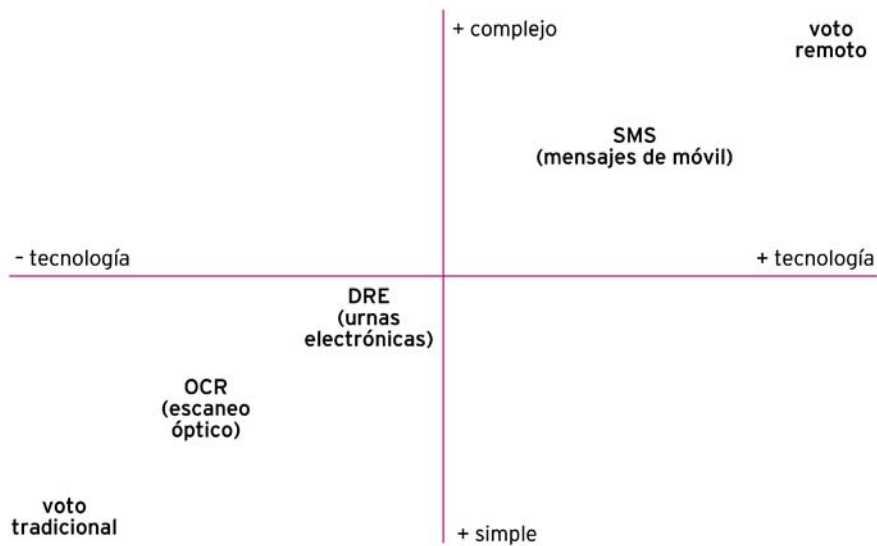 + complejo
voto
remoto
SMS
(mensajes de móvil)
- tecnología
+ tecnología
DRE
(urnas
electrónicas)
OCR
(escaneo
óptico)
voto
tradicional
+ simple